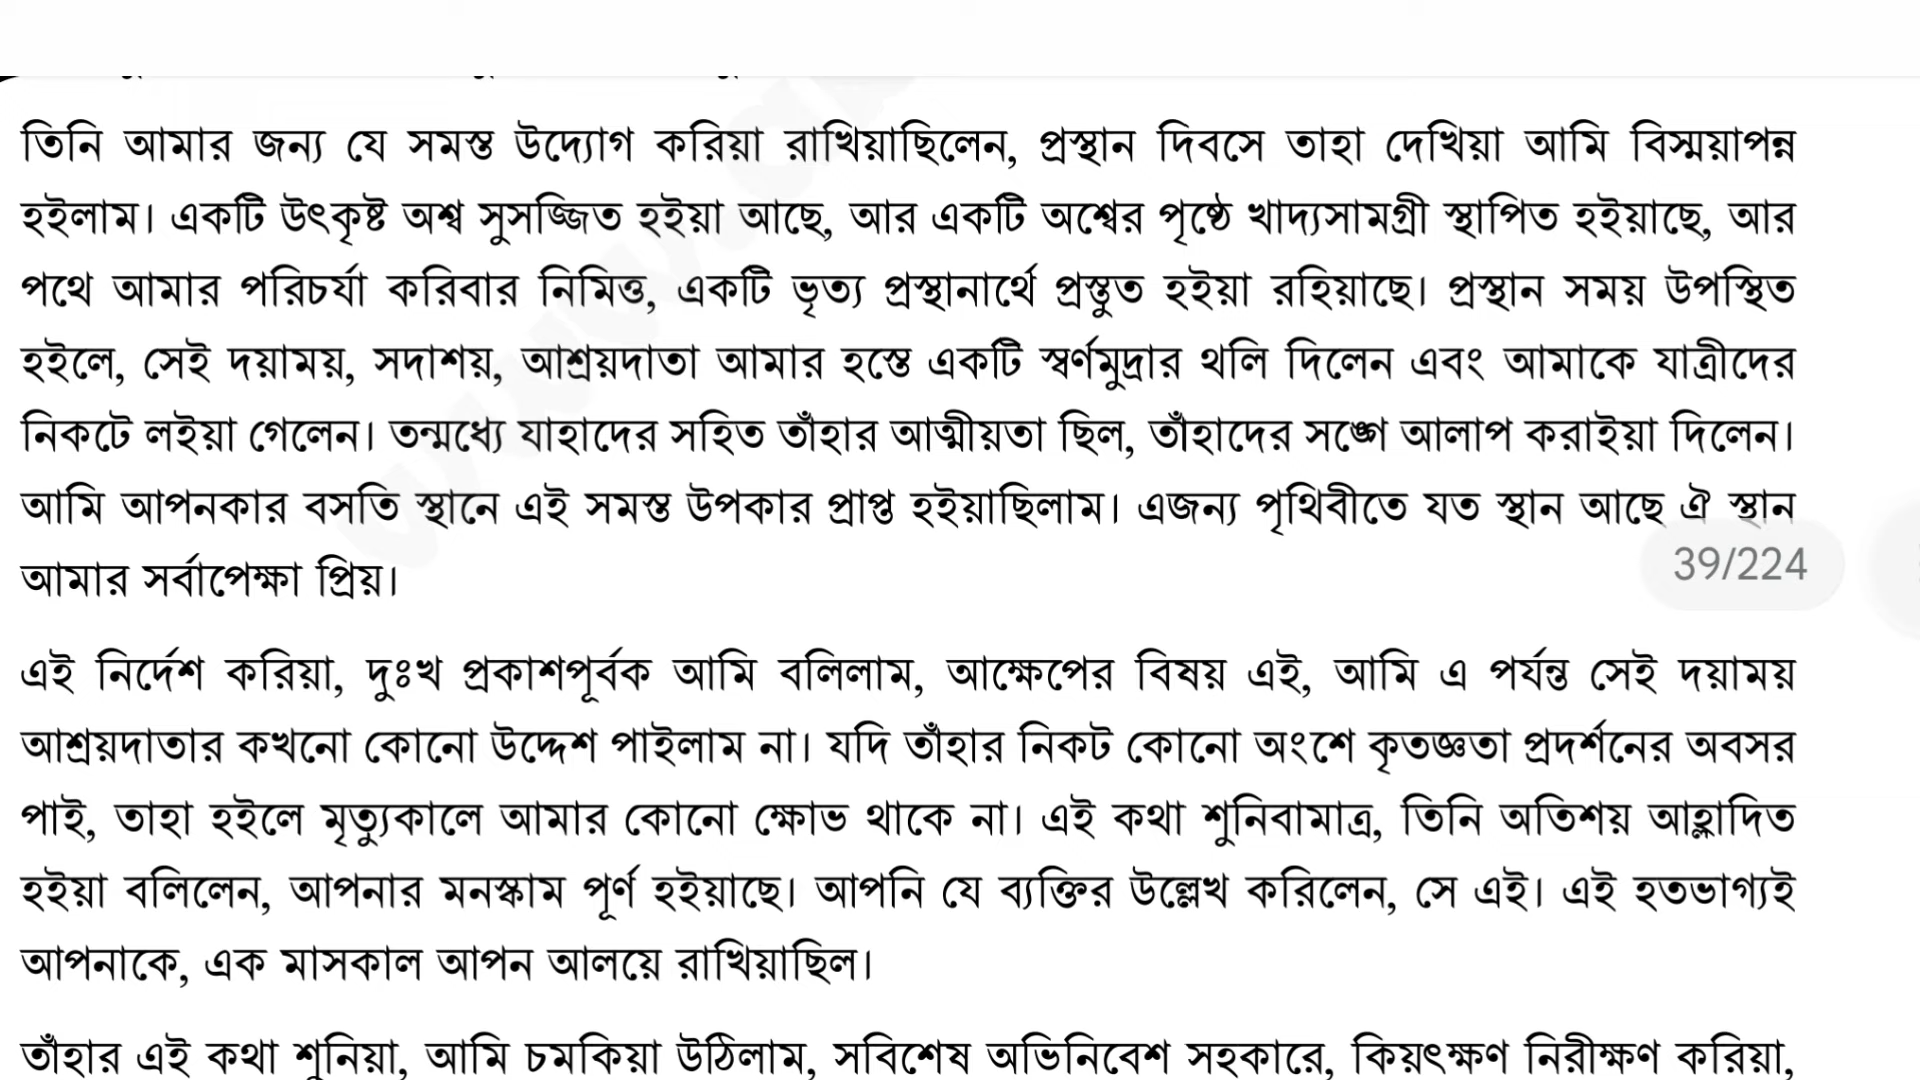 তিনি আমার জন্য যে সমস্ত উদ্যোগ করিয়া রাখিয়াছিলেন, প্রস্থান দিবসে তাহা দেখিয়া আমি বিস্ময়াপন্ন
হইলাম। একটি উৎকৃষ্ট অশ্ব সুসজ্জিত হইয়া আছে, আর একটি অশ্বের পৃষ্ঠে খাদ্যসামগ্রী স্থাপিত হইয়াছে, আর
পথে আমার পরিচর্যা করিবার নিমিত্ত, একটি ভৃত্য প্রস্থানার্থে প্রস্তুত হইয়া রহিয়াছে। প্রস্থান সময় উপস্থিত
হইলে, সেই দয়াময়, সদাশয়, আশ্রয়দাতা আমার হস্তে একটি স্বর্ণমুদ্রার থলি দিলেন এবং আমাকে যাত্রীদের
নিকটে লইয়া গেলেন। তন্মধ্যে যাহাদের সহিত তাঁহার আত্মীয়তা ছিল, তাঁহাদের সঙ্গে আলাপ করাইয়া দিলেন।
আমি আপনকার বসতি স্থানে এই সমস্ত উপকার প্রাপ্ত হইয়াছিলাম। এজন্য পৃথিবীতে যত স্থান আছে ঐ স্থান
আমার সর্বাপেক্ষা প্রিয়।
39/224
এই নির্দেশ করিয়া, দুঃখ প্রকাশপূর্বক আমি বলিলাম, আক্ষেপের বিষয় এই, আমি এ পর্যন্ত সেই দয়াময়
আশ্রয়দাতার কখনো কোনো উদ্দেশ পাইলাম না। যদি তাঁহার নিকট কোনো অংশে কৃতজ্ঞতা প্রদর্শনের অবসর
পাই, তাহা হইলে মৃত্যুকালে আমার কোনো ক্ষোভ থাকে না। এই কথা শুনিবামাত্র, তিনি অতিশয় আহ্লাদিত
হইয়া বলিলেন, আপনার মনস্কাম পূর্ণ হইয়াছে। আপনি যে ব্যক্তির উল্লেখ করিলেন, সে এই। এই হতভাগ্যই
আপনাকে, এক মাসকাল আপন আলয়ে রাখিয়াছিল।
তাঁহার এই কথা শুনিয়া, আমি চমকিয়া উঠিলাম, সবিশেষ অভিনিবেশ সহকারে, কিয়ৎক্ষণ নিরীক্ষণ করিয়া,